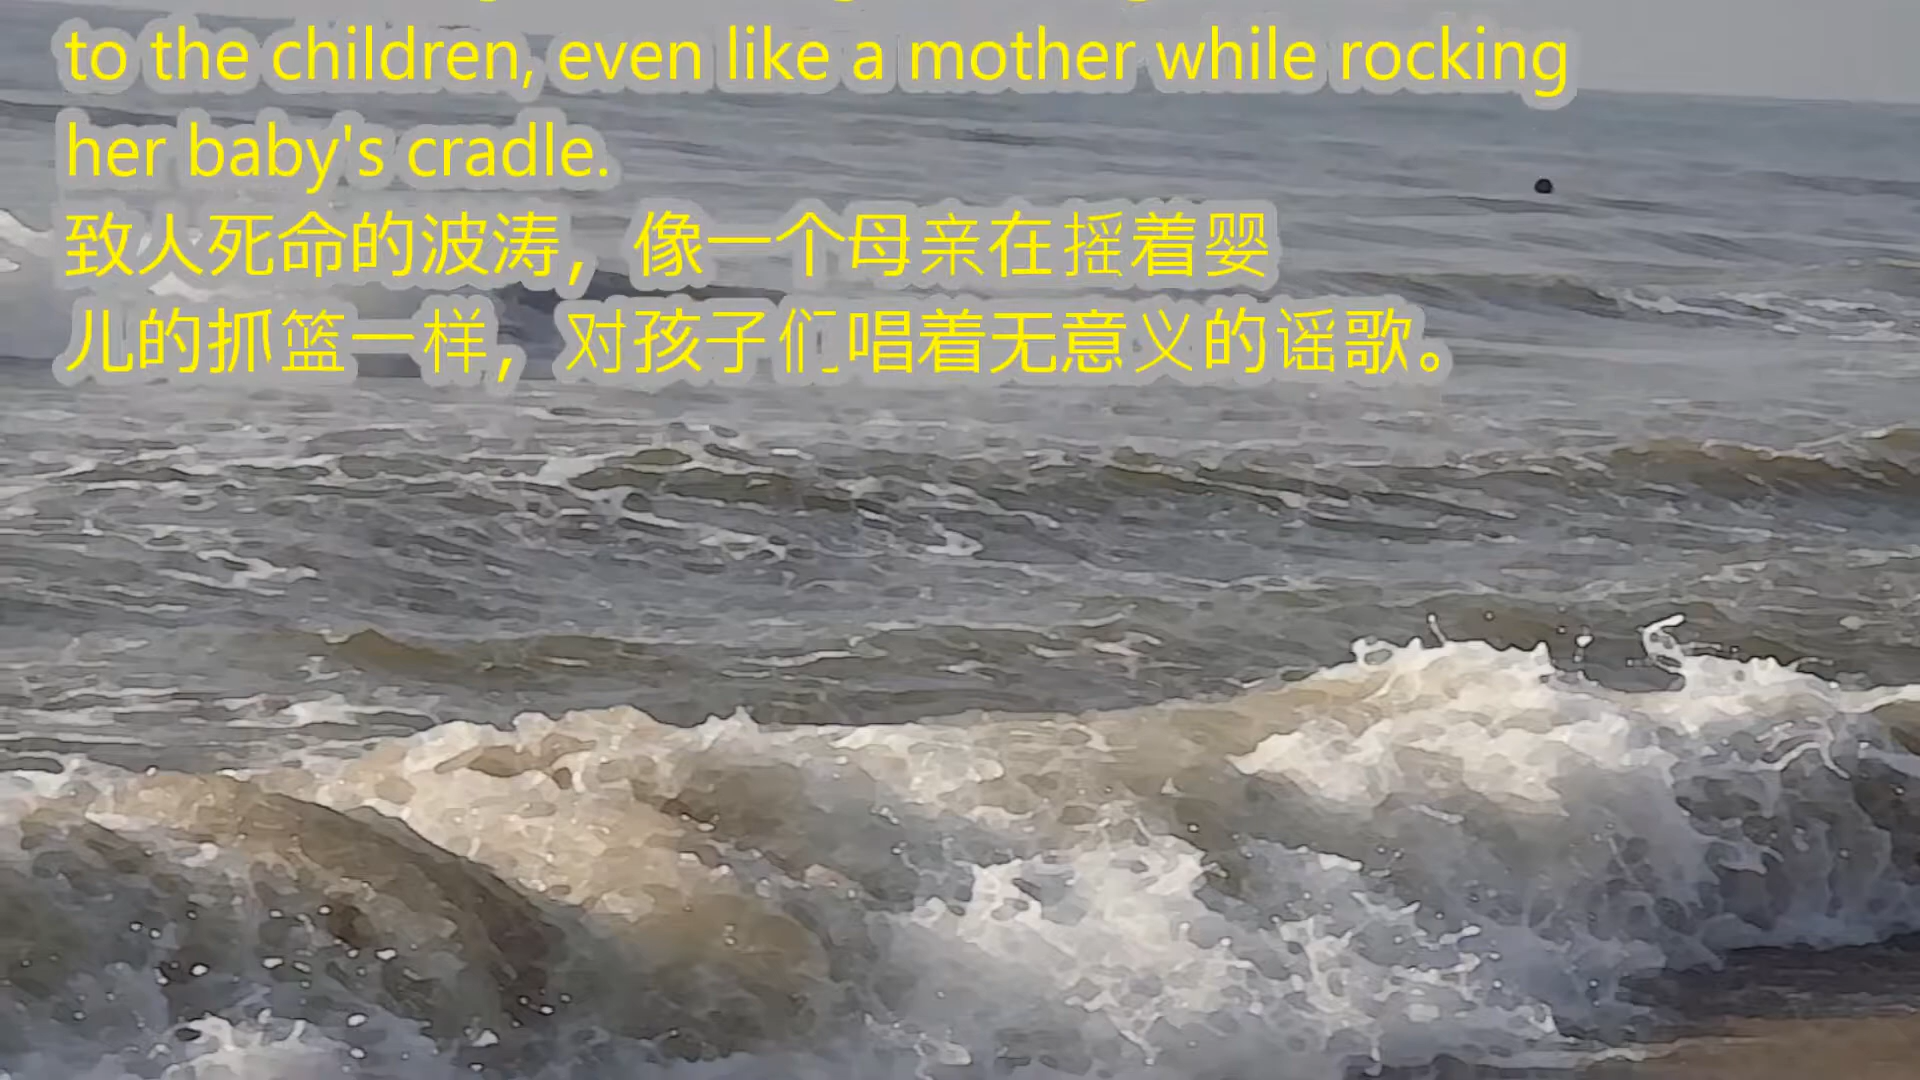 to the children, even like a mother while rocking
her baby's cradle.
致人死命的波涛，像一个母亲在摇着婴
儿的抓篮一样，对孩子们唱着无意义的谣歌。